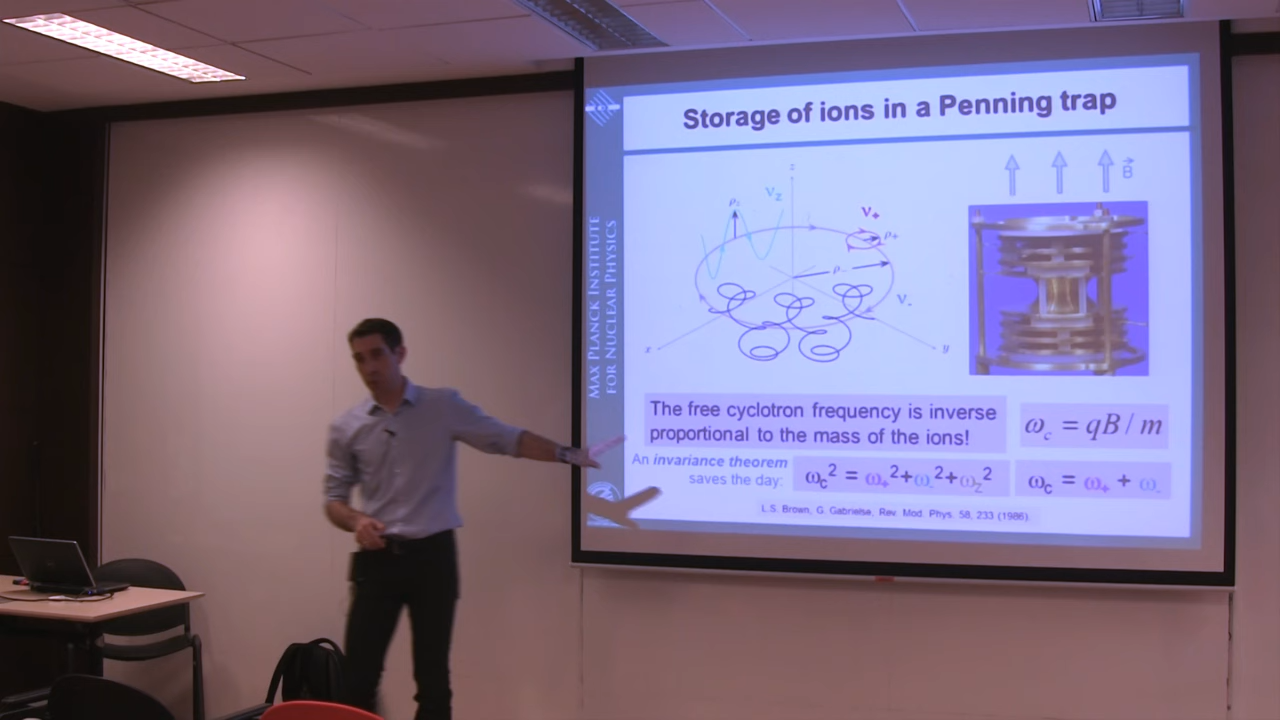 Storage of ions in a Penning trap
MAX PLANCK INSTITUTE
FOR NUCLEAR PHYSICS
z
ν_z
ρ_z
ν_+
ρ_+
ρ_-
ν_-
x
y
B⃗
The free cyclotron frequency is inverse
proportional to the mass of the ions!
ω_c = qB / m
An invariance theorem
saves the day:
ω_c² = ω_+² + ω_-² + ω_z²
ω_c = ω_+ + ω_-
L.S. Brown, G. Gabrielse, Rev. Mod. Phys. 58, 233 (1986).